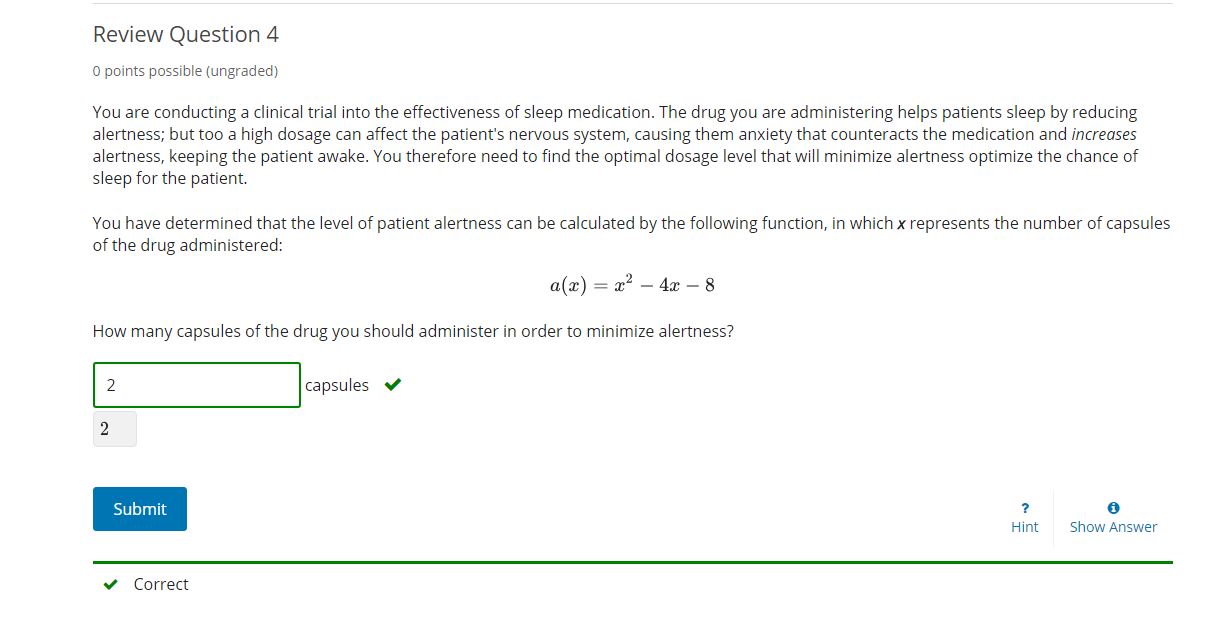 Review Question 4
0 points possible (ungraded)
You are conducting a clinical trial into the effectiveness of sleep medication. The drug you are administering helps patients sleep by reducing
alertness; but too a high dosage can affect the patient's nervous system, causing them anxiety that counteracts the medication and increases
alertness, keeping the patient awake. You therefore need to find the optimal dosage level that will minimize alertness optimize the chance of
sleep for the patient.
You have determined that the level of patient alertness can be calculated by the following function, in which x represents the number of capsules
of the drug administered:
a(x) = x² − 4x − 8
How many capsules of the drug you should administer in order to minimize alertness?
2 capsules ✔
2
Submit
? Hint
Show Answer
✔ Correct